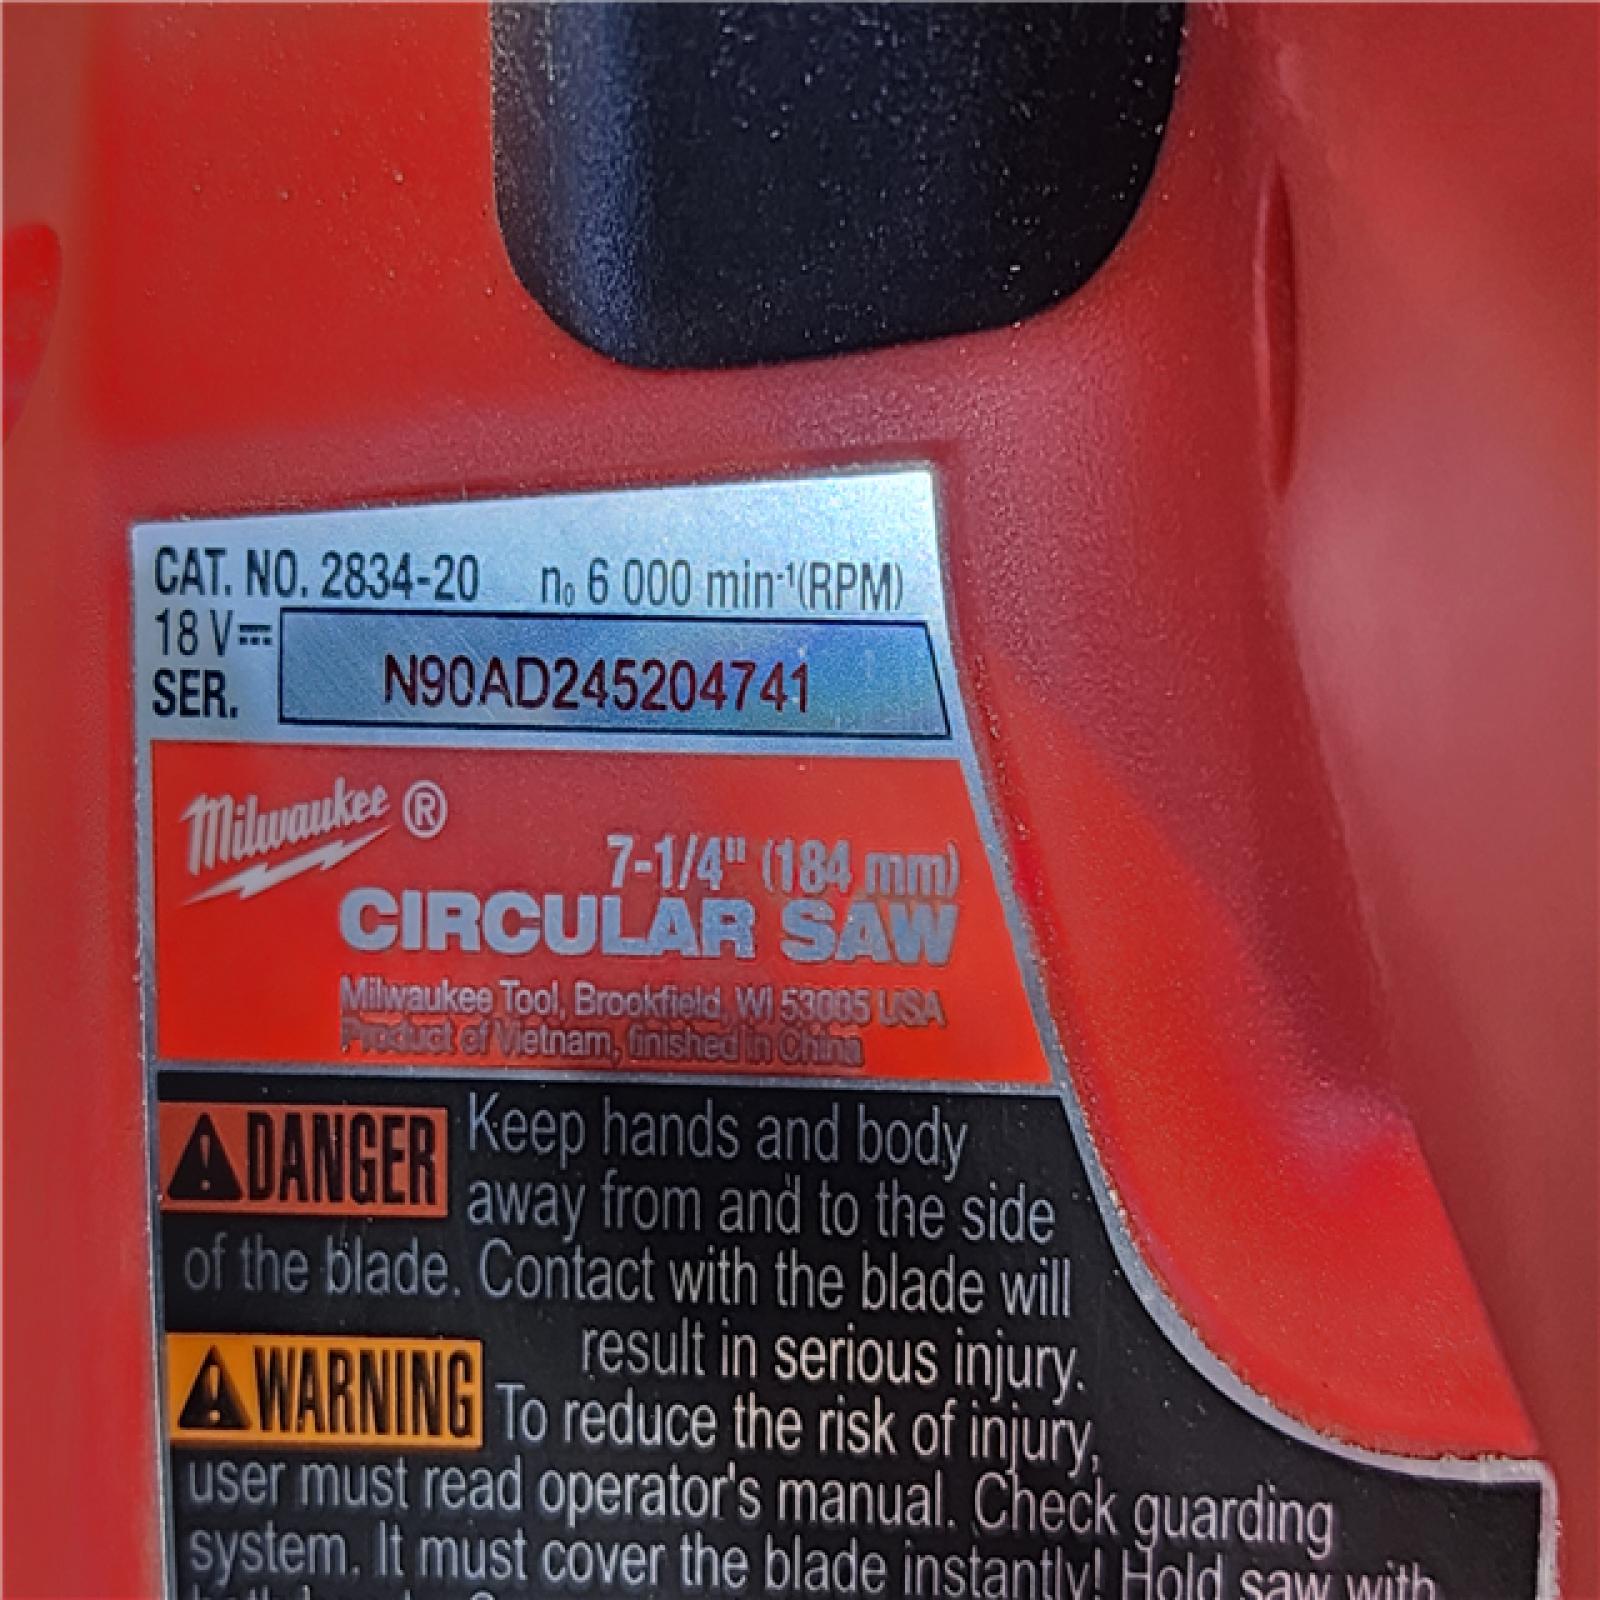 CAT. NO. 2834-20 n₀ 6 000 min⁻¹(RPM)
18 V⎓
SER. N90AD245204741
Milwaukee®
7-1/4" (184 mm)
CIRCULAR SAW
Milwaukee Tool, Brookfield, WI 53005 USA
Product of Vietnam, finished in China
DANGER Keep hands and body
away from and to the side
of the blade. Contact with the blade will
result in serious injury.
WARNING To reduce the risk of injury,
user must read operator's manual. Check guarding
system. It must cover the blade instantly! Hold saw with